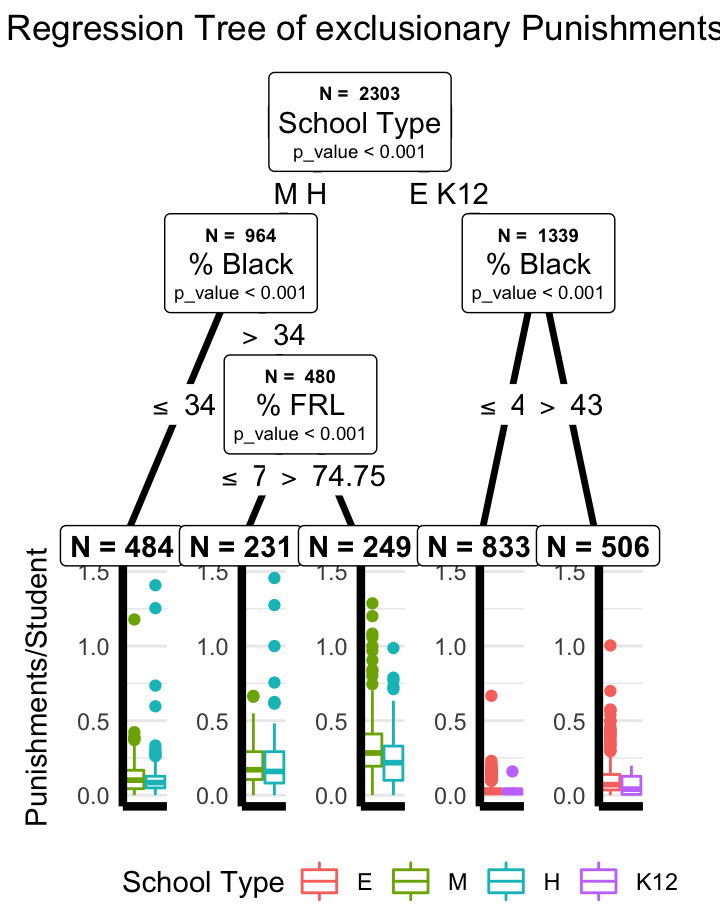 Regression Tree of exclusionary Punishments
N = 2303
School Type
p_value < 0.001
M H E K12
N = 964
% Black
p_value < 0.001
N = 1339
% Black
p_value < 0.001
> 34
N = 480
% FRL
p_value < 0.001
≤ 34
≤ 4 > 43
≤ 7 > 74.75
N = 484 N = 231 N = 249 N = 833 N = 506
Punishments/Student
1.5 1.5 1.5 1.5 1.5
1.0 1.0 1.0 1.0 1.0
0.5 0.5 0.5 0.5 0.5
0.0 0.0 0.0 0.0 0.0
School Type E M H K12